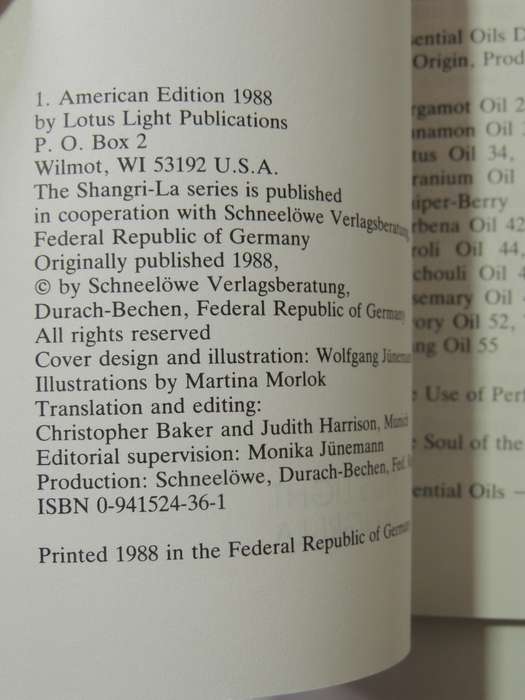 1. American Edition 1988
by Lotus Light Publications
P. O. Box 2
Wilmot, WI 53192 U.S.A.
The Shangri-La series is published
in cooperation with Schneelöwe Verlagsberatung,
Federal Republic of Germany
Originally published 1988,
© by Schneelöwe Verlagsberatung,
Durach-Bechen, Federal Republic of Germany
All rights reserved
Cover design and illustration: Wolfgang Jüneman
Illustrations by Martina Morlok
Translation and editing:
Christopher Baker and Judith Harrison, Munich
Editorial supervision: Monika Jünemann
Production: Schneelöwe, Durach-Bechen, Fed.
ISBN 0-941524-36-1
Printed 1988 in the Federal Republic of Germany
ential Oils D
Origin, Prod
rgamot Oil 2
nnamon Oil
tus Oil 34,
ranium Oil
iper-Berry
rbena Oil 42
roli Oil 44,
chouli Oil 4
semary Oil
ory Oil 52,
ng Oil 55
e Use of Perf
e Soul of the
ential Oils –